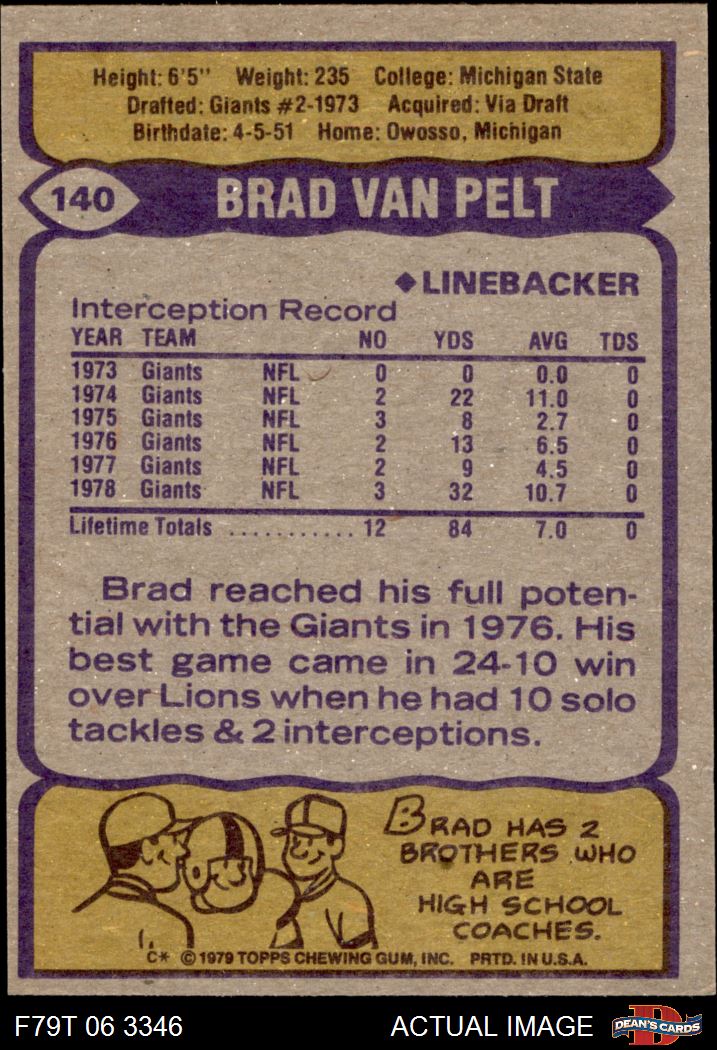 Height: 6'5" Weight: 235 College: Michigan State
Drafted: Giants #2-1973 Acquired: Via Draft
Birthdate: 4-5-51 Home: Owosso, Michigan
140 BRAD VAN PELT
◆LINEBACKER
Interception Record
YEAR TEAM NO YDS AVG TDS
1973 Giants NFL 0 0 0.0 0
1974 Giants NFL 2 22 11.0 0
1975 Giants NFL 3 8 2.7 0
1976 Giants NFL 2 13 6.5 0
1977 Giants NFL 2 9 4.5 0
1978 Giants NFL 3 32 10.7 0
Lifetime Totals ............ 12 84 7.0 0
Brad reached his full poten-
tial with the Giants in 1976. His
best game came in 24-10 win
over Lions when he had 10 solo
tackles & 2 interceptions.
BRAD HAS 2
BROTHERS WHO
ARE
HIGH SCHOOL
COACHES.
C* © 1979 TOPPS CHEWING GUM, INC. PRTD. IN U.S.A.
F79T 06 3346 ACTUAL IMAGE D DEAN'S CARDS